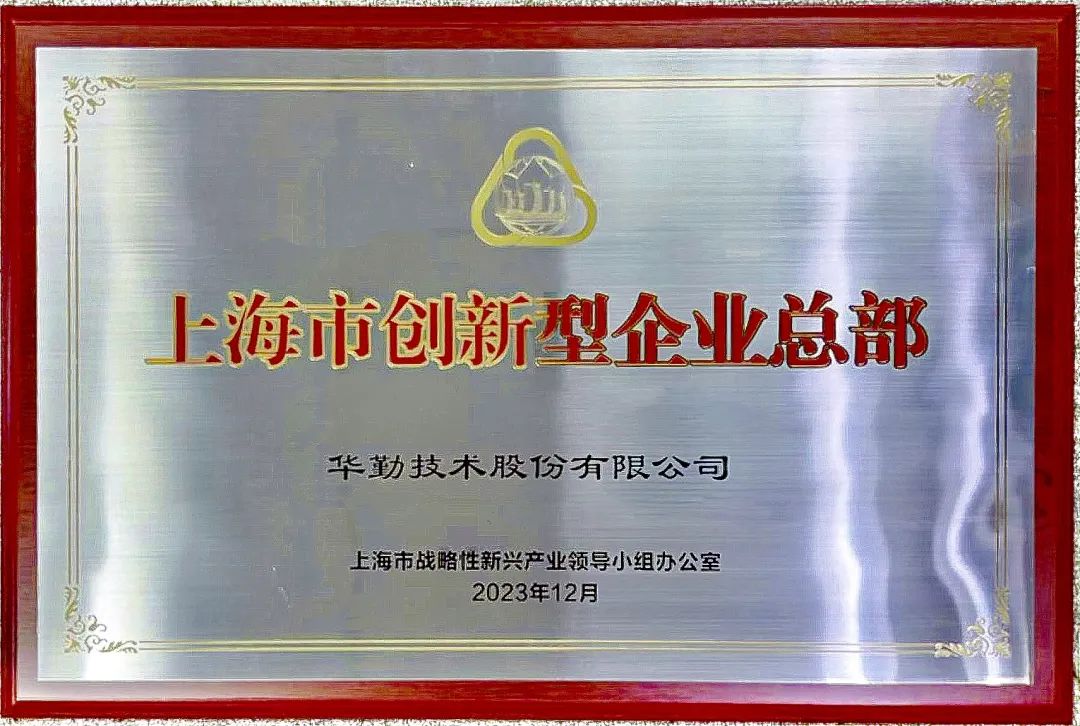 上海市创新型企业总部
华勤技术股份有限公司
上海市战略性新兴产业领导小组办公室
2023年12月